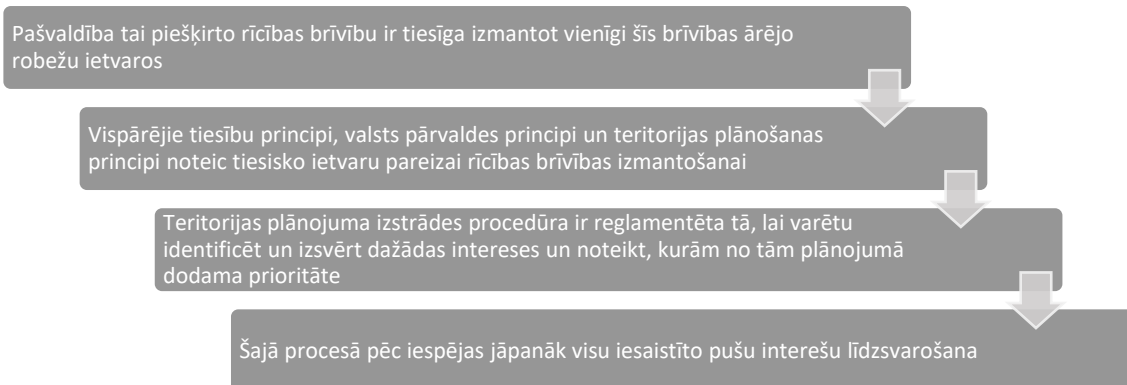 Pašvaldība tai piešķirto rīcības brīvību ir tiesīga izmantot vienīgi šīs brīvības ārējo
robežu ietvaros
Vispārējie tiesību principi, valsts pārvaldes principi un teritorijas plānošanas
principi noteic tiesisko ietvaru pareizai rīcības brīvības izmantošanai
Teritorijas plānojuma izstrādes procedūra ir reglamentēta tā, lai varētu
identificēt un izsvērt dažādas intereses un noteikt, kurām no tām plānojumā
dodama prioritāte
Šajā procesā pēc iespējas jāpanāk visu iesaistīto pušu interešu līdzsvarošana